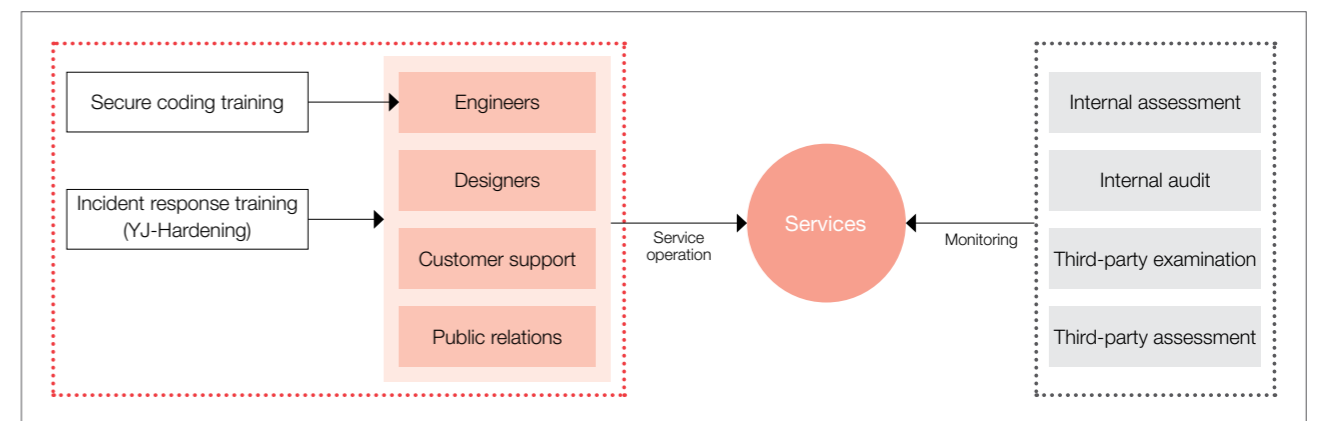 Secure coding training
Incident response training
(YJ-Hardening)
Engineers
Designers
Customer support
Public relations
Service
operation
Services
Monitoring
Internal assessment
Internal audit
Third-party examination
Third-party assessment